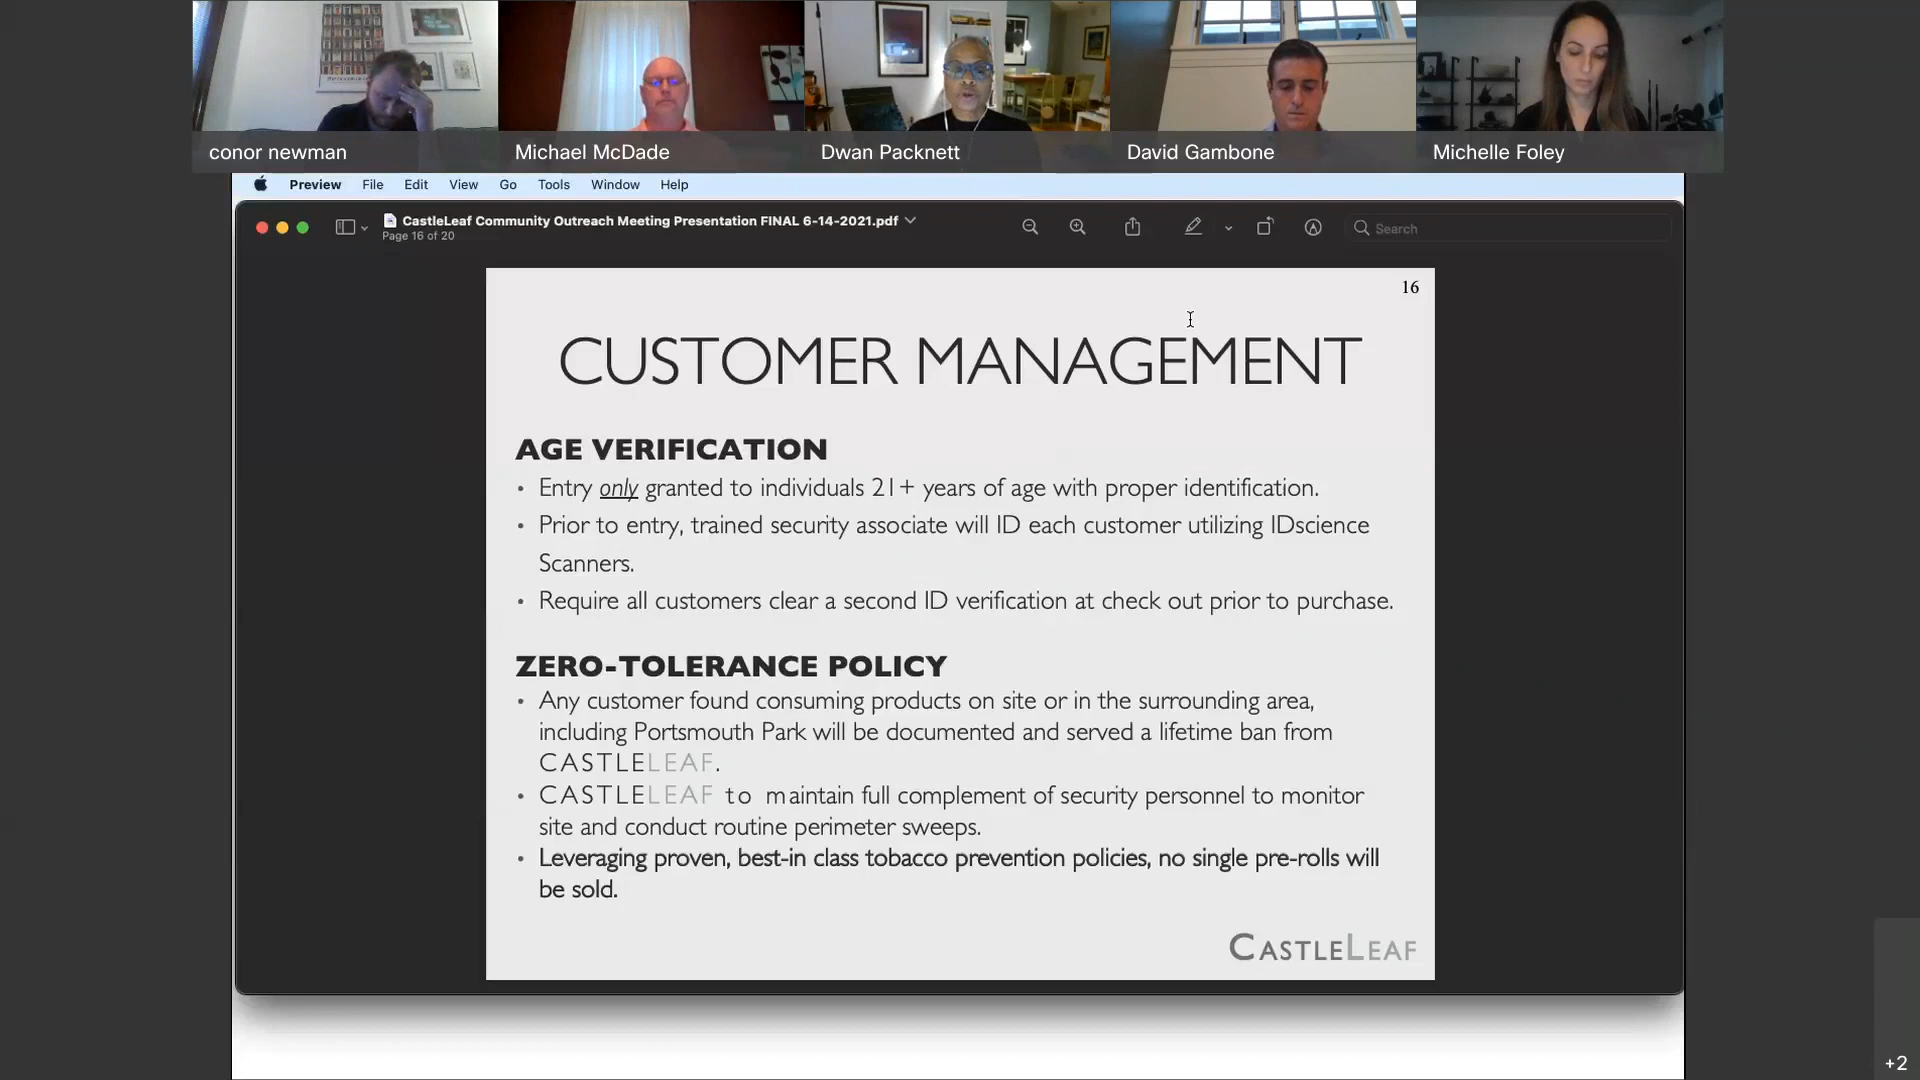 conor newman
Michael McDade
Dwan Packnett
David Gambone
Michelle Foley
Preview File Edit View Go Tools Window Help
CastleLeaf Community Outreach Meeting Presentation FINAL 6-14-2021.pdf
Page 16 of 20
Search
16
CUSTOMER MANAGEMENT
AGE VERIFICATION
• Entry only granted to individuals 21+ years of age with proper identification.
• Prior to entry, trained security associate will ID each customer utilizing IDscience
Scanners.
• Require all customers clear a second ID verification at check out prior to purchase.
ZERO-TOLERANCE POLICY
• Any customer found consuming products on site or in the surrounding area,
including Portsmouth Park will be documented and served a lifetime ban from
CASTLELEAF.
• CASTLELEAF to maintain full complement of security personnel to monitor
site and conduct routine perimeter sweeps.
• Leveraging proven, best-in class tobacco prevention policies, no single pre-rolls will
be sold.
CASTLELEAF
+2